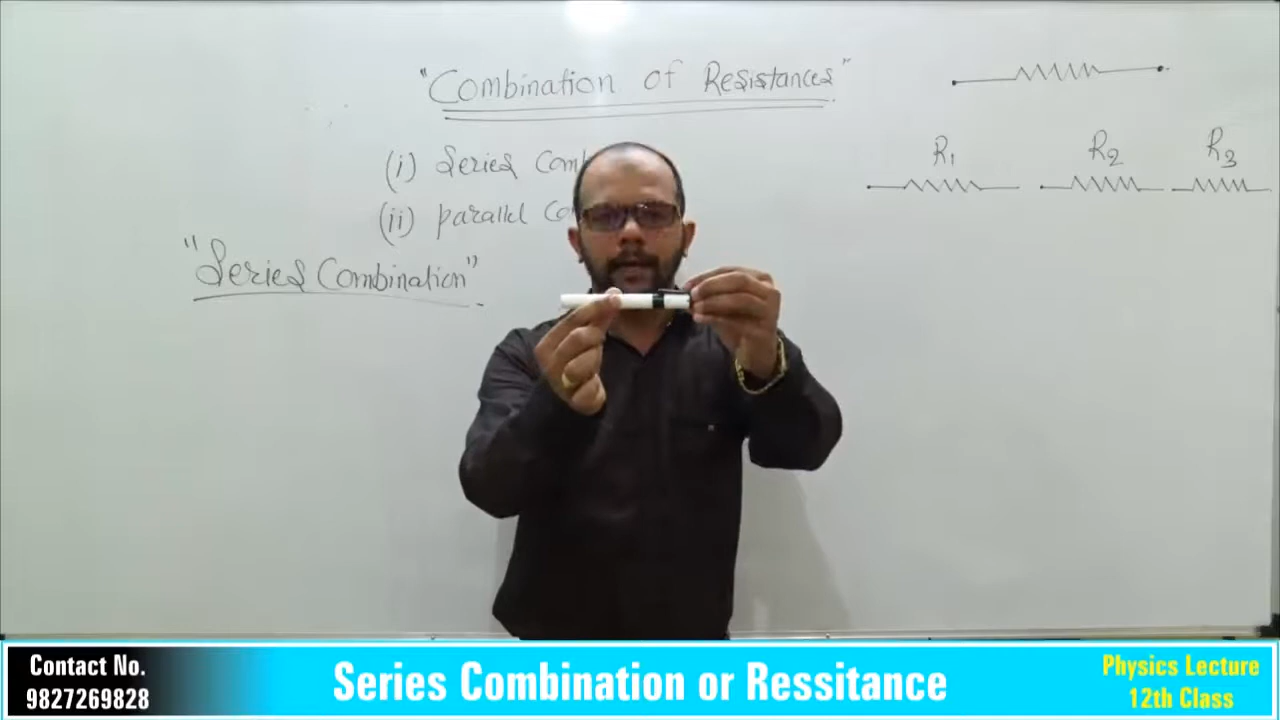 "Combination of Resistances"
R1 R2 R3
(i) Series Com
(ii) parallel Co
"Series Combination"
Contact No.
9827269828
Series Combination or Ressitance
Physics Lecture
12th Class